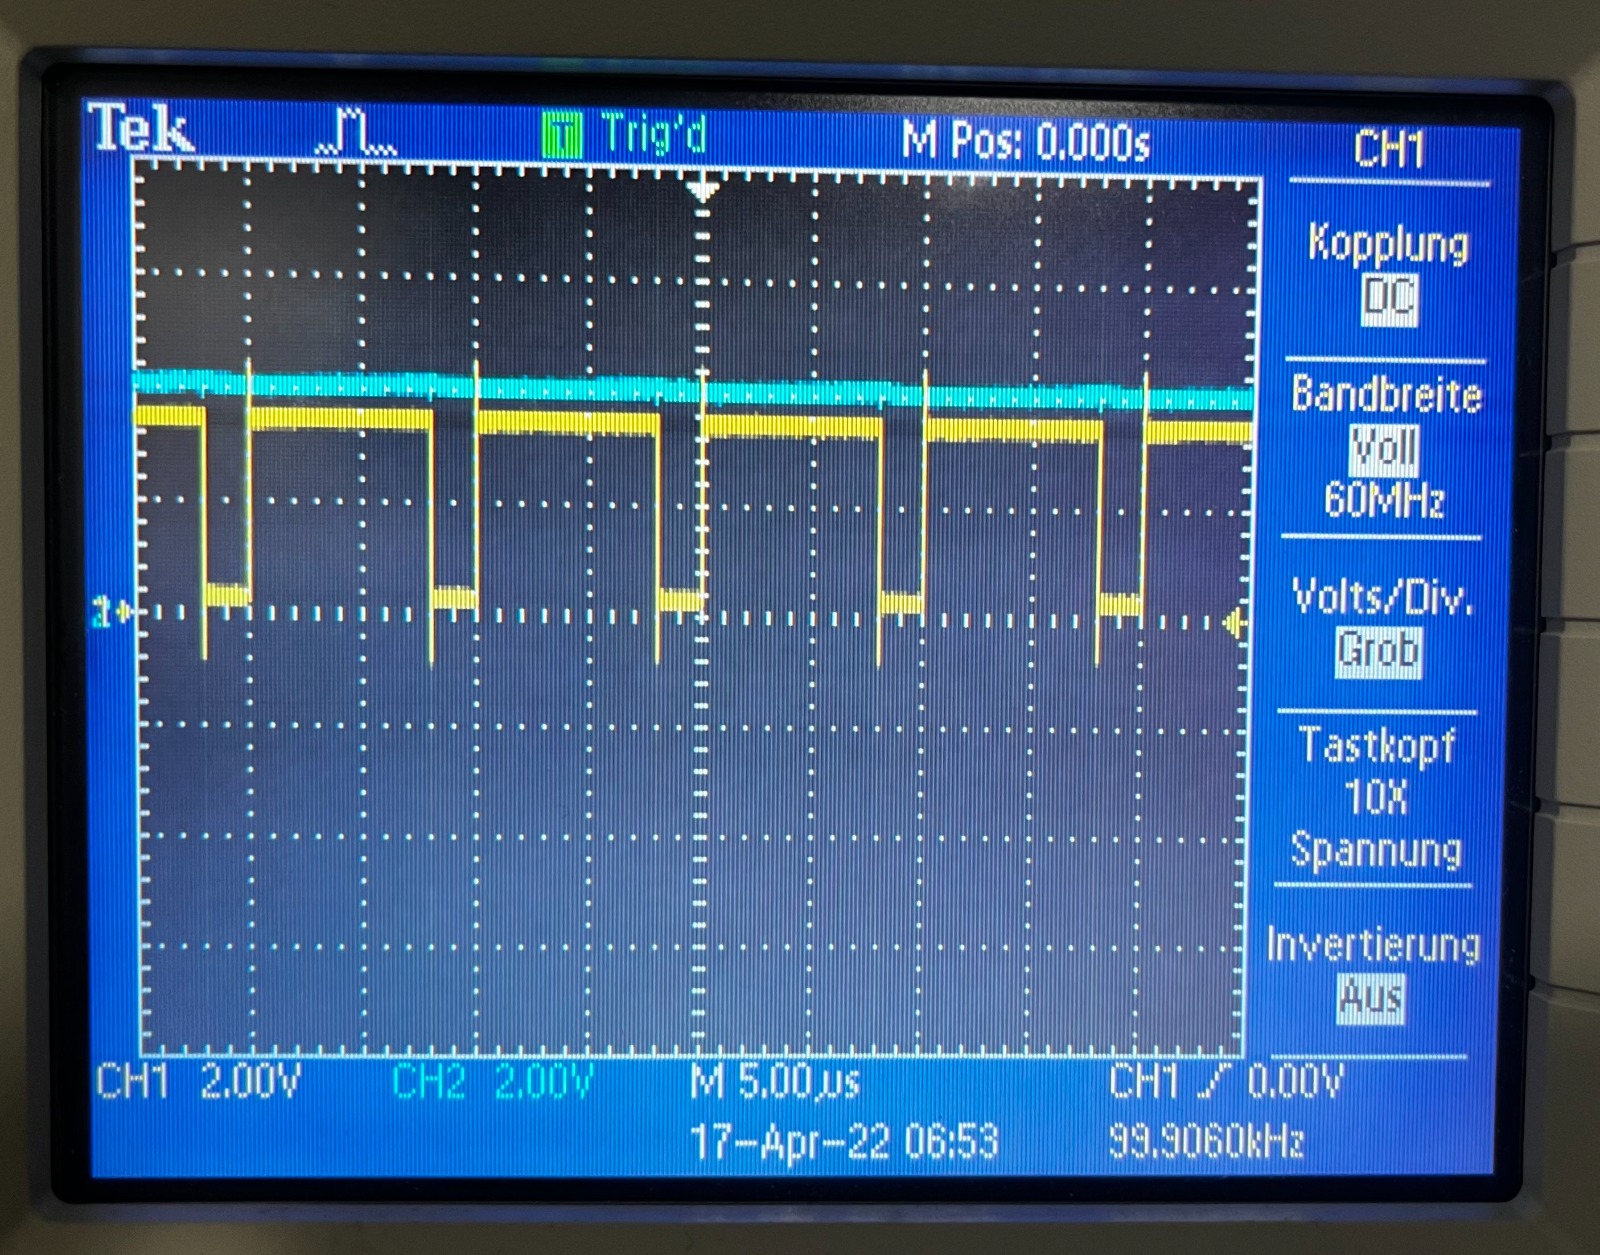 Tek T Trig'd M Pos: 0.000s CH1
Kopplung
DC
Bandbreite
Voll
60MHz
Volts/Div.
Grob
Tastkopf
10X
Spannung
Invertierung
Aus
CH1 2.00V CH2 2.00V M 5.00µs CH1 0.00V
17-Apr-22 06:53 99.9060kHz